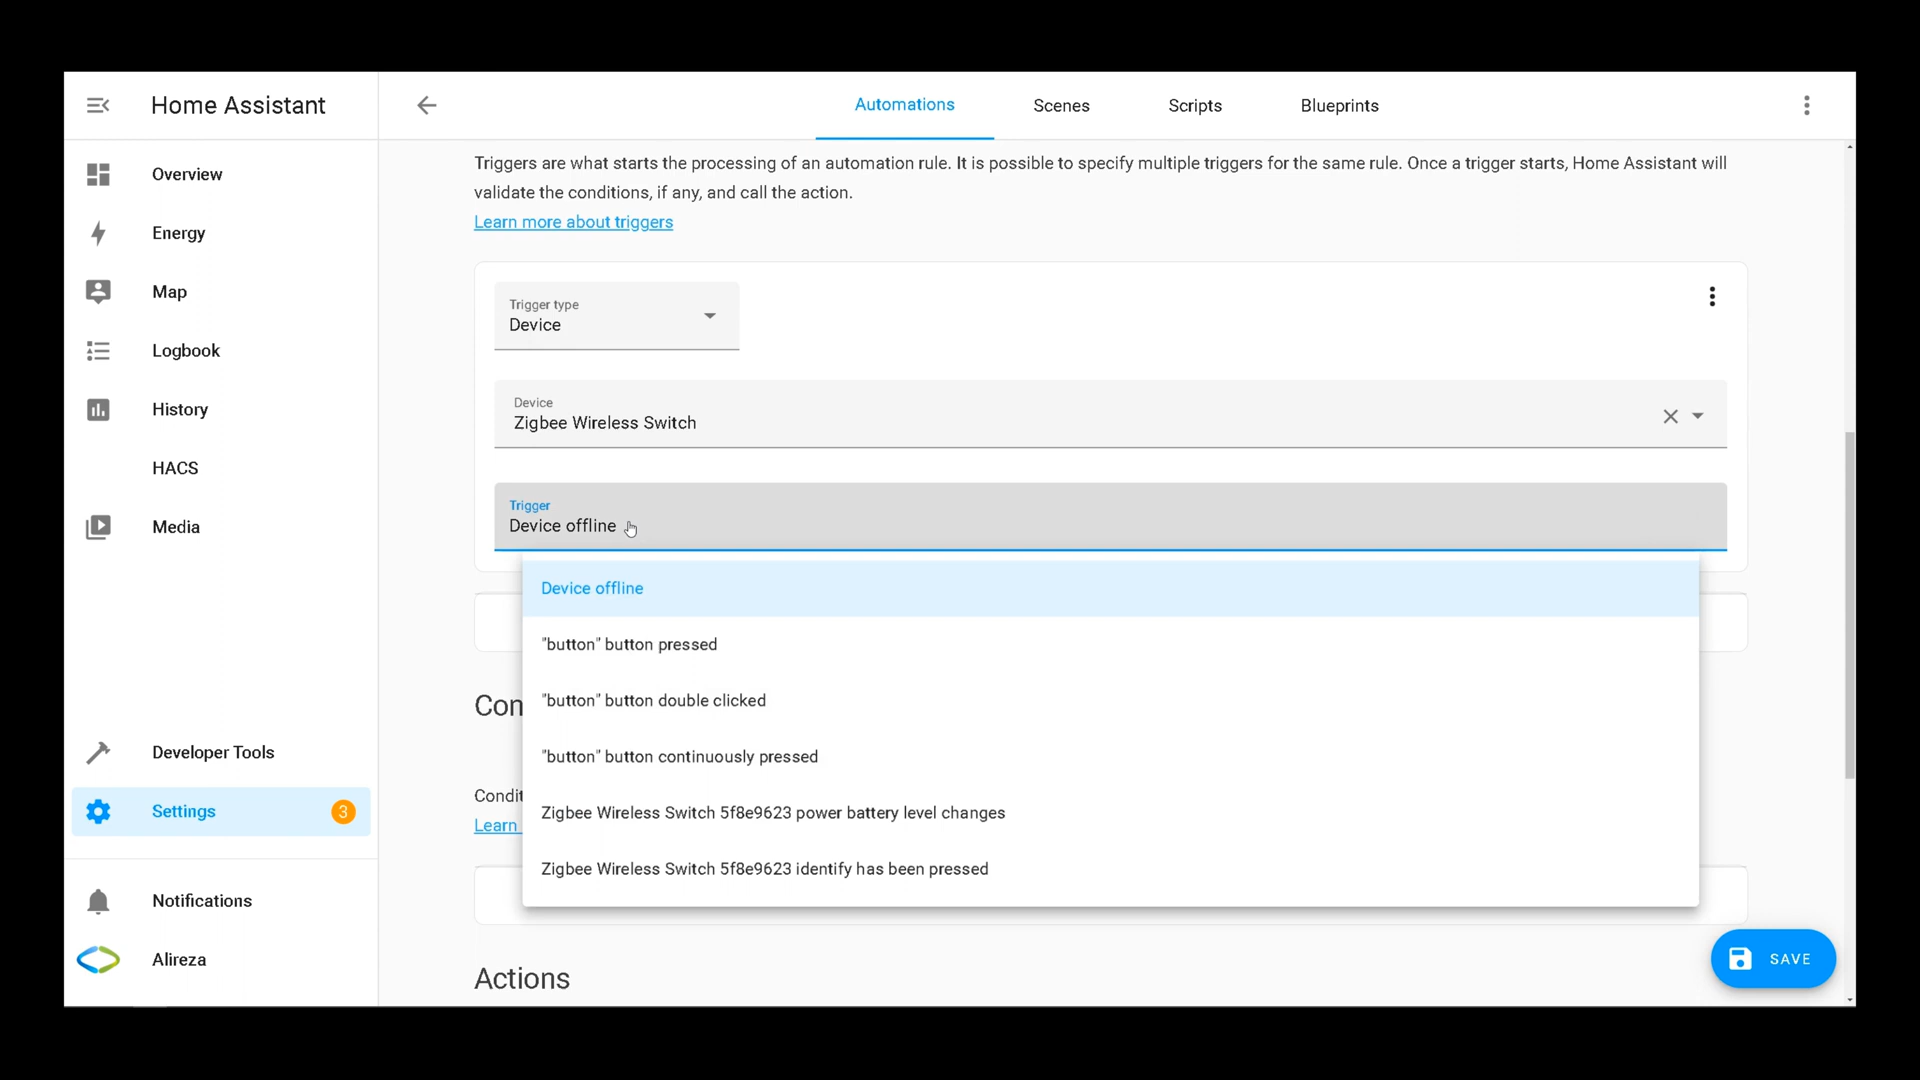 Home Assistant
Automations
Scenes
Scripts
Blueprints
Overview
Energy
Map
Logbook
History
HACS
Media
Developer Tools
Settings
3
Notifications
Alireza
Triggers are what starts the processing of an automation rule. It is possible to specify multiple triggers for the same rule. Once a trigger starts, Home Assistant will
validate the conditions, if any, and call the action.
Learn more about triggers
Trigger type
Device
Device
Zigbee Wireless Switch
Trigger
Device offline
Device offline
"button" button pressed
"button" button double clicked
"button" button continuously pressed
Zigbee Wireless Switch 5f8e9623 power battery level changes
Zigbee Wireless Switch 5f8e9623 identify has been pressed
Con
Condit
Learn
Actions
SAVE